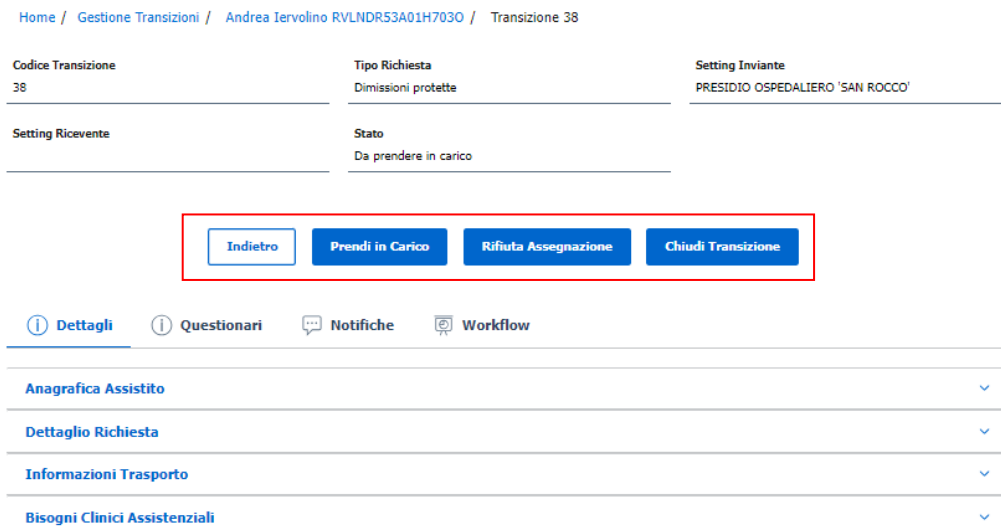 Home / Gestione Transizioni / Andrea Iervolino RVLNDR53A01H703O / Transizione 38
Codice Transizione Tipo Richiesta Setting Inviante
38 Dimissioni protette PRESIDIO OSPEDALIERO 'SAN ROCCO'
Setting Ricevente Stato
Da prendere in carico
Indietro Prendi in Carico Rifiuta Assegnazione Chiudi Transizione
Dettagli Questionari Notifiche Workflow
Anagrafica Assistito
Dettaglio Richiesta
Informazioni Trasporto
Bisogni Clinici Assistenziali